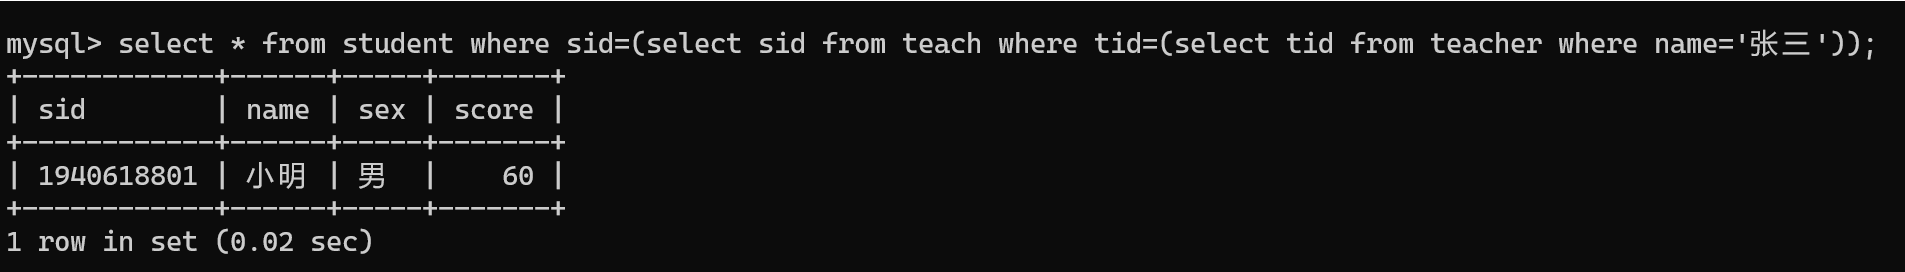 mysql> select * from student where sid=(select sid from teach where tid=(select tid from teacher where name='张三'));
+------------+------+-----+-------+
| sid        | name | sex | score |
+------------+------+-----+-------+
| 1940618801 | 小明 | 男  |    60 |
+------------+------+-----+-------+
1 row in set (0.02 sec)